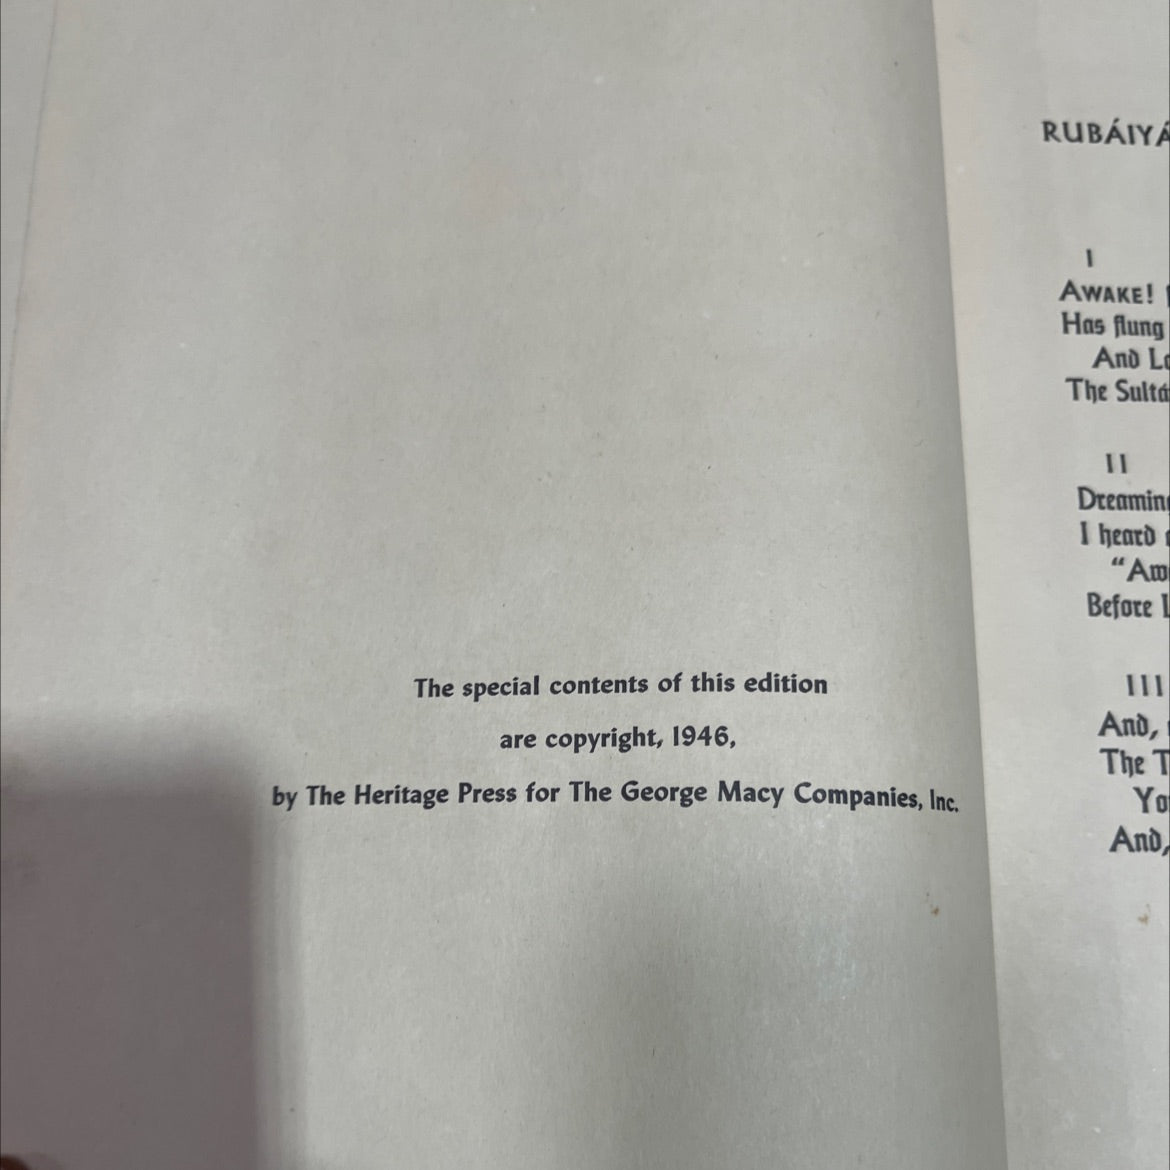 The special contents of this edition
are copyright, 1946,
by The Heritage Press for The George Macy Companies, Inc.
I
AWAKE!
Has flung
And
The
II
Dreaming
I heard
Before
III
And,
The
And,